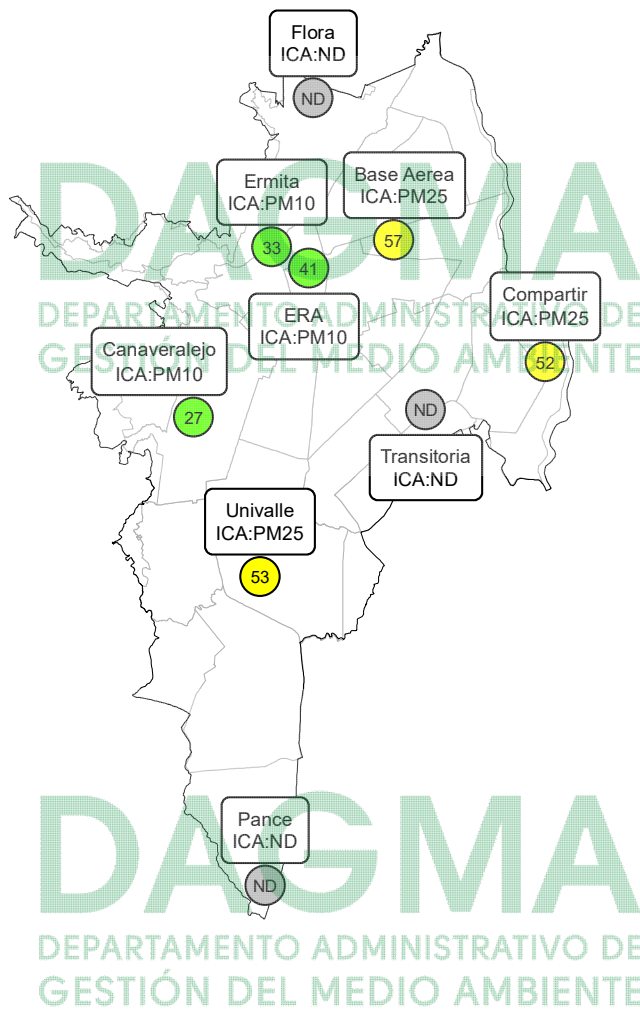 Flora
ICA:ND
ND
DAGMA
DEPARTAMENTO ADMINISTRATIVO DE
GESTIÓN DEL MEDIO AMBIENTE
Ermita
ICA:PM10
33
Base Aerea
ICA:PM25
57
41
ERA
ICA:PM10
Compartir
ICA:PM25
52
Canaveralejo
ICA:PM10
27
ND
Transitoria
ICA:ND
Univalle
ICA:PM25
53
DAGMA
Pance
ICA:ND
ND
DEPARTAMENTO ADMINISTRATIVO DE
GESTIÓN DEL MEDIO AMBIENTE